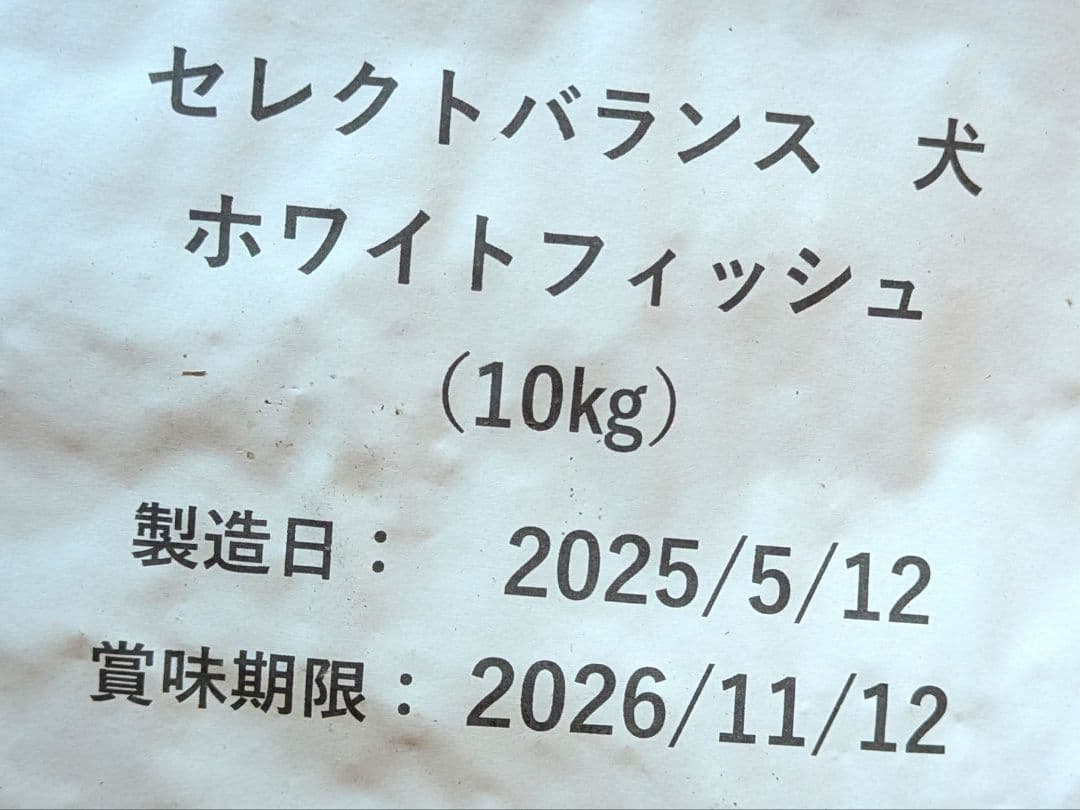 セレクトバランス　犬
ホワイトフィッシュ
（10kg）
製造日：　2025/5/12
賞味期限：2026/11/12